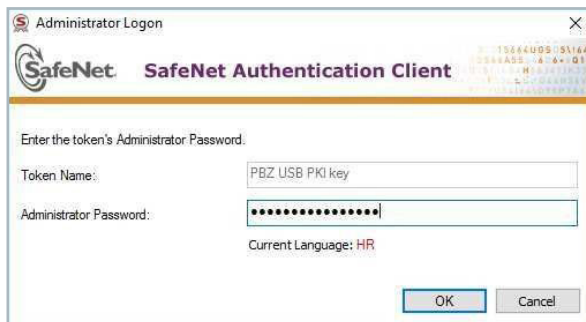 Administrator Logon
SafeNet. SafeNet Authentication Client
Enter the token's Administrator Password.
Token Name: PBZ USB PKI key
Administrator Password: ●●●●●●●●●●●●●●●●
Current Language: HR
OK Cancel